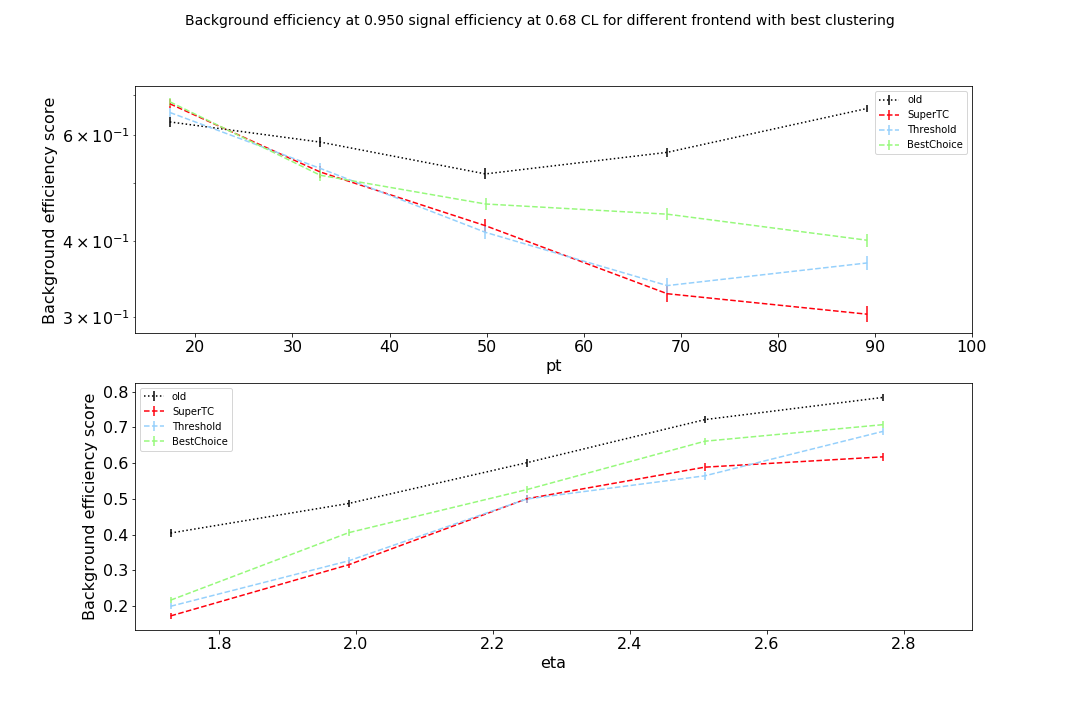 Background efficiency at 0.950 signal efficiency at 0.68 CL for different frontend with best clustering
Background efficiency score
6 × 10⁻¹
4 × 10⁻¹
3 × 10⁻¹
old
SuperTC
Threshold
BestChoice
20 30 40 50 60 70 80 90 100
pt
Background efficiency score
0.8
0.7
0.6
0.5
0.4
0.3
0.2
old
SuperTC
Threshold
BestChoice
1.8 2.0 2.2 2.4 2.6 2.8
eta